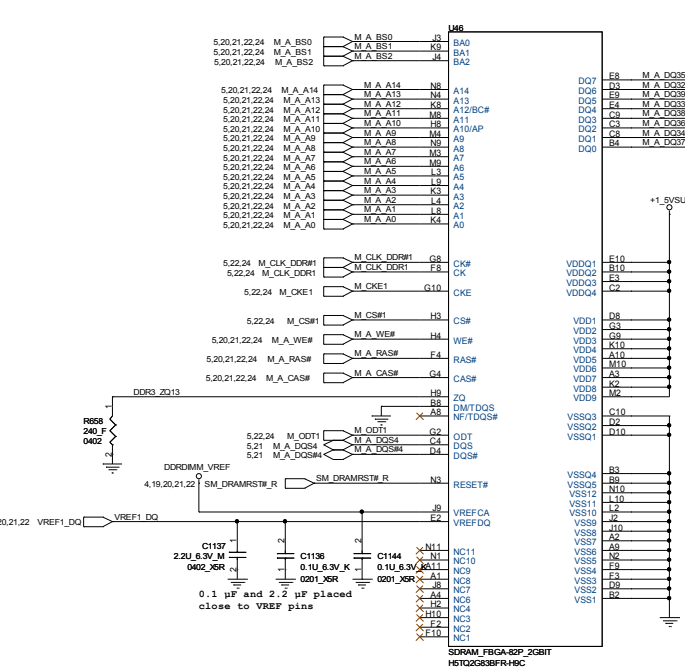 U46
5,20,21,22,24 M_A_BS0 M_A_BS0 J3 BA0
5,20,21,22,24 M_A_BS1 M_A_BS1 K9 BA1
5,20,21,22,24 M_A_BS2 M_A_BS2 J4 BA2
5,20,21,22,24 M_A_A14 M_A_A14 N8 A14
5,20,21,22,24 M_A_A13 M_A_A13 N4 A13
5,20,21,22,24 M_A_A12 M_A_A12 K8 A12/BC#
5,20,21,22,24 M_A_A11 M_A_A11 M8 A11
5,20,21,22,24 M_A_A10 M_A_A10 H8 A10/AP
5,20,21,22,24 M_A_A9 M_A_A9 M4 A9
5,20,21,22,24 M_A_A8 M_A_A8 N9 A8
5,20,21,22,24 M_A_A7 M_A_A7 M3 A7
5,20,21,22,24 M_A_A6 M_A_A6 M9 A6
5,20,21,22,24 M_A_A5 M_A_A5 L3 A5
5,20,21,22,24 M_A_A4 M_A_A4 L9 A4
5,20,21,22,24 M_A_A3 M_A_A3 K3 A3
5,20,21,22,24 M_A_A2 M_A_A2 L4 A2
5,20,21,22,24 M_A_A1 M_A_A1 L8 A1
5,20,21,22,24 M_A_A0 M_A_A0 K4 A0
DQ7 E8 M_A_DQ35
DQ6 D3 M_A_DQ32
DQ5 E9 M_A_DQ39
DQ4 E4 M_A_DQ33
DQ3 C9 M_A_DQ38
DQ2 C3 M_A_DQ36
DQ1 C8 M_A_DQ34
DQ0 B4 M_A_DQ37
+1_5VSU
5,22,24 M_CLK_DDR#1 M_CLK_DDR#1 G8 CK#
5,22,24 M_CLK_DDR1 M_CLK_DDR1 F8 CK
5,22,24 M_CKE1 M_CKE1 G10 CKE
5,22,24 M_CS#1 M_CS#1 H3 CS#
5,20,21,22,24 M_A_WE# M_A_WE# H4 WE#
5,20,21,22,24 M_A_RAS# M_A_RAS# F4 RAS#
5,20,21,22,24 M_A_CAS# M_A_CAS# G4 CAS#
VDDQ1 E10
VDDQ2 B10
VDDQ3 E3
VDDQ4 C2
VDD1 D8
VDD2 G3
VDD3 G9
VDD4 K10
VDD5 A10
VDD6 M10
VDD7 A3
VDD8 K2
VDD9 M2
DDR3_ZQ13 H9 ZQ
B8 DM/TDQS
A8 NF/TDQS#
1
R658
240_F
0402
2
5,22,24 M_ODT1 M_ODT1 G2 ODT
5,21 M_A_DQS4 M_A_DQS4 C4 DQS
5,21 M_A_DQS#4 M_A_DQS#4 D4 DQS#
VSSQ3 C10
VSSQ2 D2
VSSQ1 D10
DDRDIMM_VREF
4,19,20,21,22 SM_DRAMRST#_R SM_DRAMRST#_R N3 RESET#
J9 VREFCA
20,21,22 VREF1_DQ VREF1_DQ E2 VREFDQ
VSSQ4 B3
VSSQ5 B9
VSS12 N10
VSS11 L10
VSS10 L2
VSS9 J2
VSS8 J10
VSS7 A2
VSS6 A9
VSS5 N2
VSS4 F9
VSS3 F3
VSS2 D9
VSS1 B2
1
C1137
2.2U_6.3V_M
0402_X5R
2
2
C1136
0.1U_6.3V_K
1
0201_X5R
2
C1144
0.1U_6.3V_K
1
0201_X5R
0.1 µF and 2.2 µF placed
close to VREF pins
N11 NC11
N1 NC10
A11 NC9
A1 NC8
J8 NC7
A4 NC6
H2 NC4
H10 NC3
F2 NC2
F10 NC1
SDRAM_FBGA-82P_2GBIT
H5TQ2G83BFR-H9C